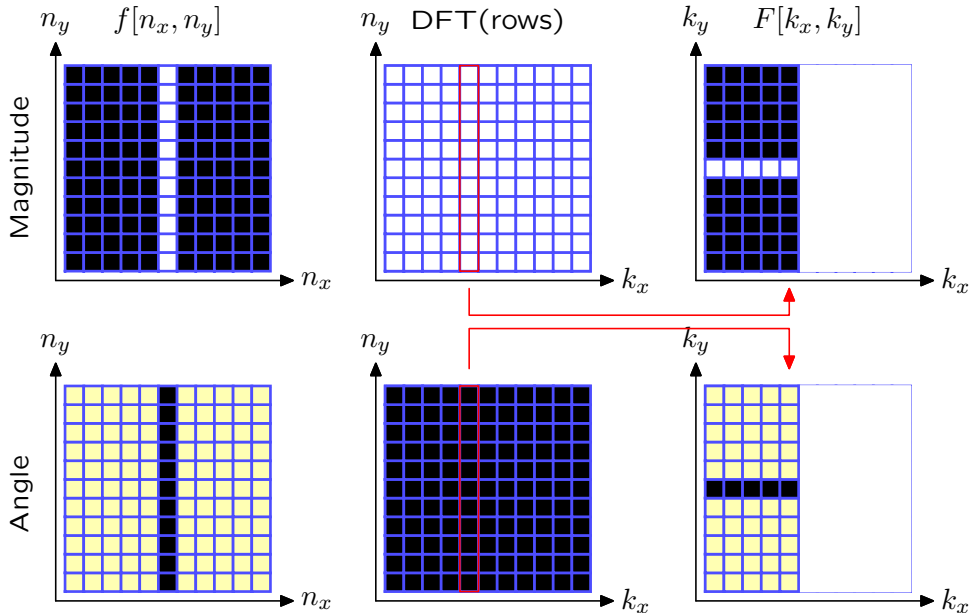 f[n_x, n_y] DFT(rows) F[k_x, k_y]
n_y n_y k_y
Magnitude
n_x k_x k_x
n_y n_y k_y
Angle
n_x k_x k_x